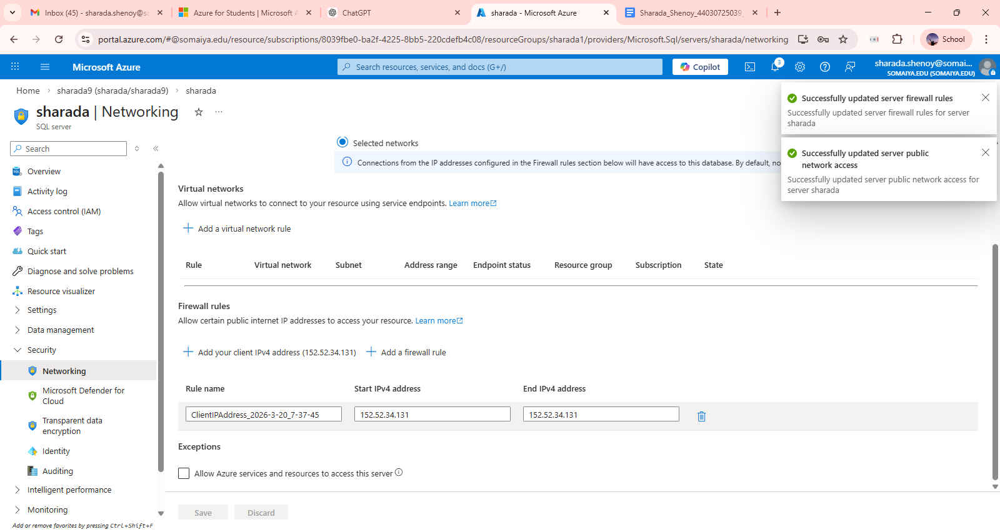 Inbox (45) - sharada.shenoy@so
Azure for Students | Microsoft A
ChatGPT
sharada - Microsoft Azure
Sharada_Shenoy_44030725039_
portal.azure.com/#@somaiya.edu/resource/subscriptions/8039fbe0-ba2f-4225-8bb5-220cdefb4c08/resourceGroups/sharada1/providers/Microsoft.Sql/servers/sharada/networking
School
Microsoft Azure
Search resources, services, and docs (G+/)
Copilot
3
sharada.shenoy@somai...
SOMAIYA.EDU (SOMAIYA.EDU)
Home > sharada9 (sharada/sharada9) > sharada
sharada | Networking
SQL server
Successfully updated server firewall rules
Successfully updated server firewall rules for server
sharada
Successfully updated server public
network access
Successfully updated server public network access for
server sharada
Search
Overview
Activity log
Access control (IAM)
Tags
Quick start
Diagnose and solve problems
Resource visualizer
Settings
Data management
Security
Networking
Microsoft Defender for
Cloud
Transparent data
encryption
Identity
Auditing
Intelligent performance
Monitoring
Add or remove favorites by pressing Ctrl+Shift+F
Selected networks
Connections from the IP addresses configured in the Firewall rules section below will have access to this database. By default, no
Virtual networks
Allow virtual networks to connect to your resource using service endpoints. Learn more
Add a virtual network rule
Rule Virtual network Subnet Address range Endpoint status Resource group Subscription State
Firewall rules
Allow certain public internet IP addresses to access your resource. Learn more
Add your client IPv4 address (152.52.34.131) Add a firewall rule
Rule name Start IPv4 address End IPv4 address
ClientIPAddress_2026-3-20_7-37-45 152.52.34.131 152.52.34.131
Exceptions
Allow Azure services and resources to access this server
Save Discard